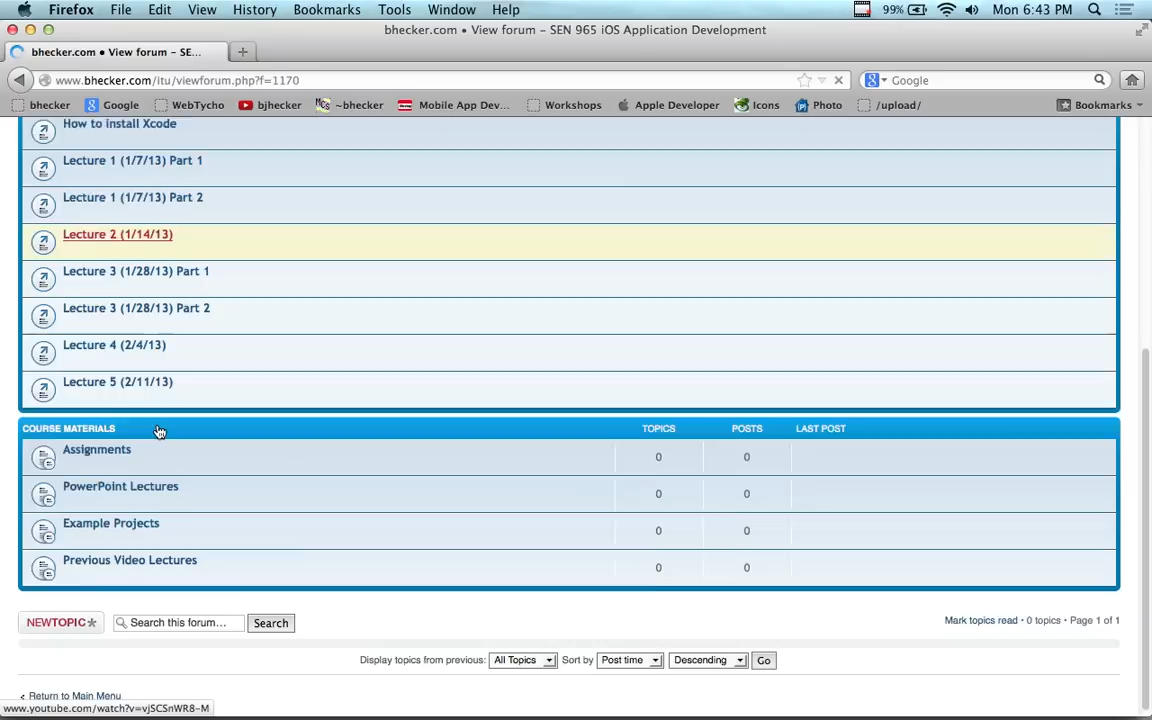 Firefox File Edit View History Bookmarks Tools Window Help 99% Mon 6:43 PM
bhecker.com • View forum – SEN 965 iOS Application Development
bhecker.com • View forum – SE... +
www.bhecker.com/itu/viewforum.php?f=1170 Google
bhecker Google WebTycho bjhecker ~bhecker Mobile App Dev... Workshops Apple Developer Icons Photo /upload/ Bookmarks
How to install Xcode
Lecture 1 (1/7/13) Part 1
Lecture 1 (1/7/13) Part 2
Lecture 2 (1/14/13)
Lecture 3 (1/28/13) Part 1
Lecture 3 (1/28/13) Part 2
Lecture 4 (2/4/13)
Lecture 5 (2/11/13)
COURSE MATERIALS TOPICS POSTS LAST POST
Assignments 0 0
PowerPoint Lectures 0 0
Example Projects 0 0
Previous Video Lectures 0 0
NEWTOPIC* Search this forum... Search Mark topics read • 0 topics • Page 1 of 1
Display topics from previous: All Topics Sort by Post time Descending Go
Return to Main Menu
www.youtube.com/watch?v=vjSCSnWR8-M